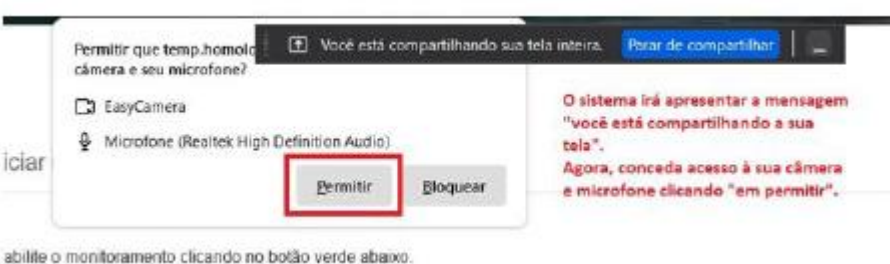 Permitir que temp.homolo
câmera e seu microfone?
Você está compartilhando sua tela inteira.
Parar de compartilhar
EasyCamera
Microfone (Realtek High Definition Audio)
Permitir
Bloquear
iciar
O sistema irá apresentar a mensagem
"você está compartilhando a sua
tela".
Agora, conceda acesso à sua câmera
e microfone clicando "em permitir".
abilite o monitoramento clicando no botão verde abaixo.